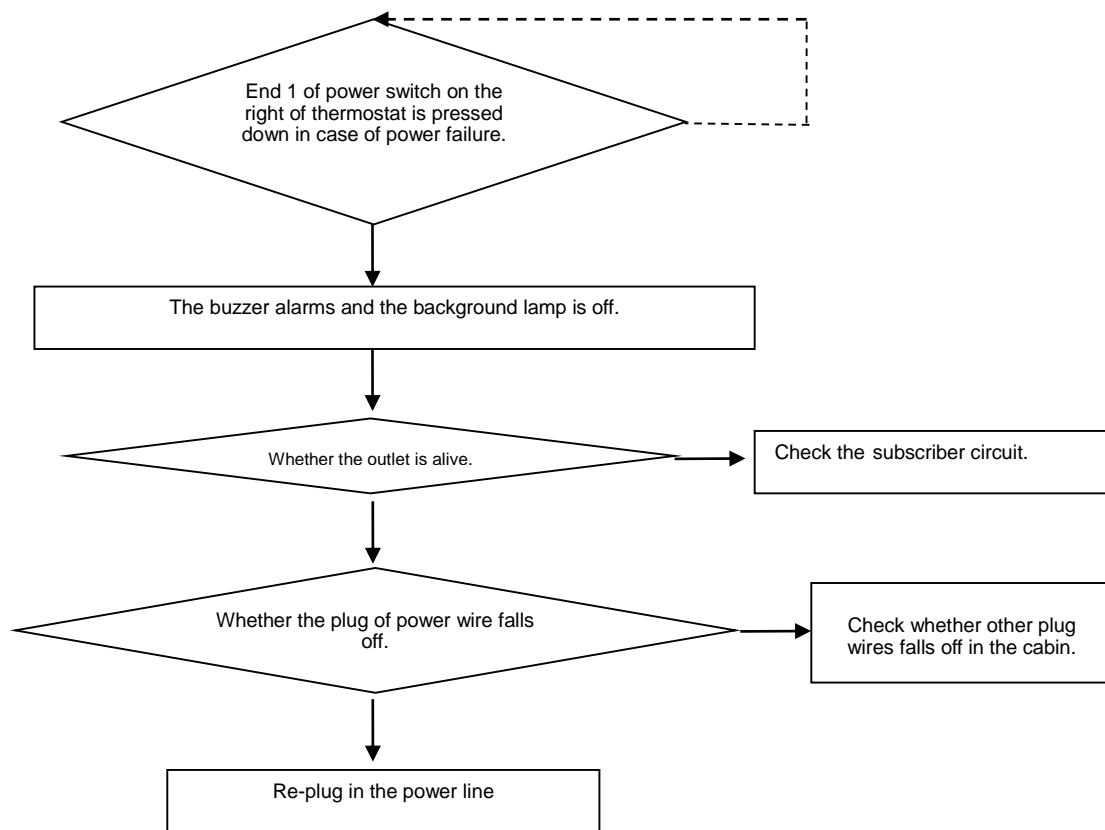 End 1 of power switch on the
right of thermostat is pressed
down in case of power failure.
The buzzer alarms and the background lamp is off.
Whether the outlet is alive.
Check the subscriber circuit.
Whether the plug of power wire falls
off.
Check whether other plug
wires falls off in the cabin.
Re-plug in the power line